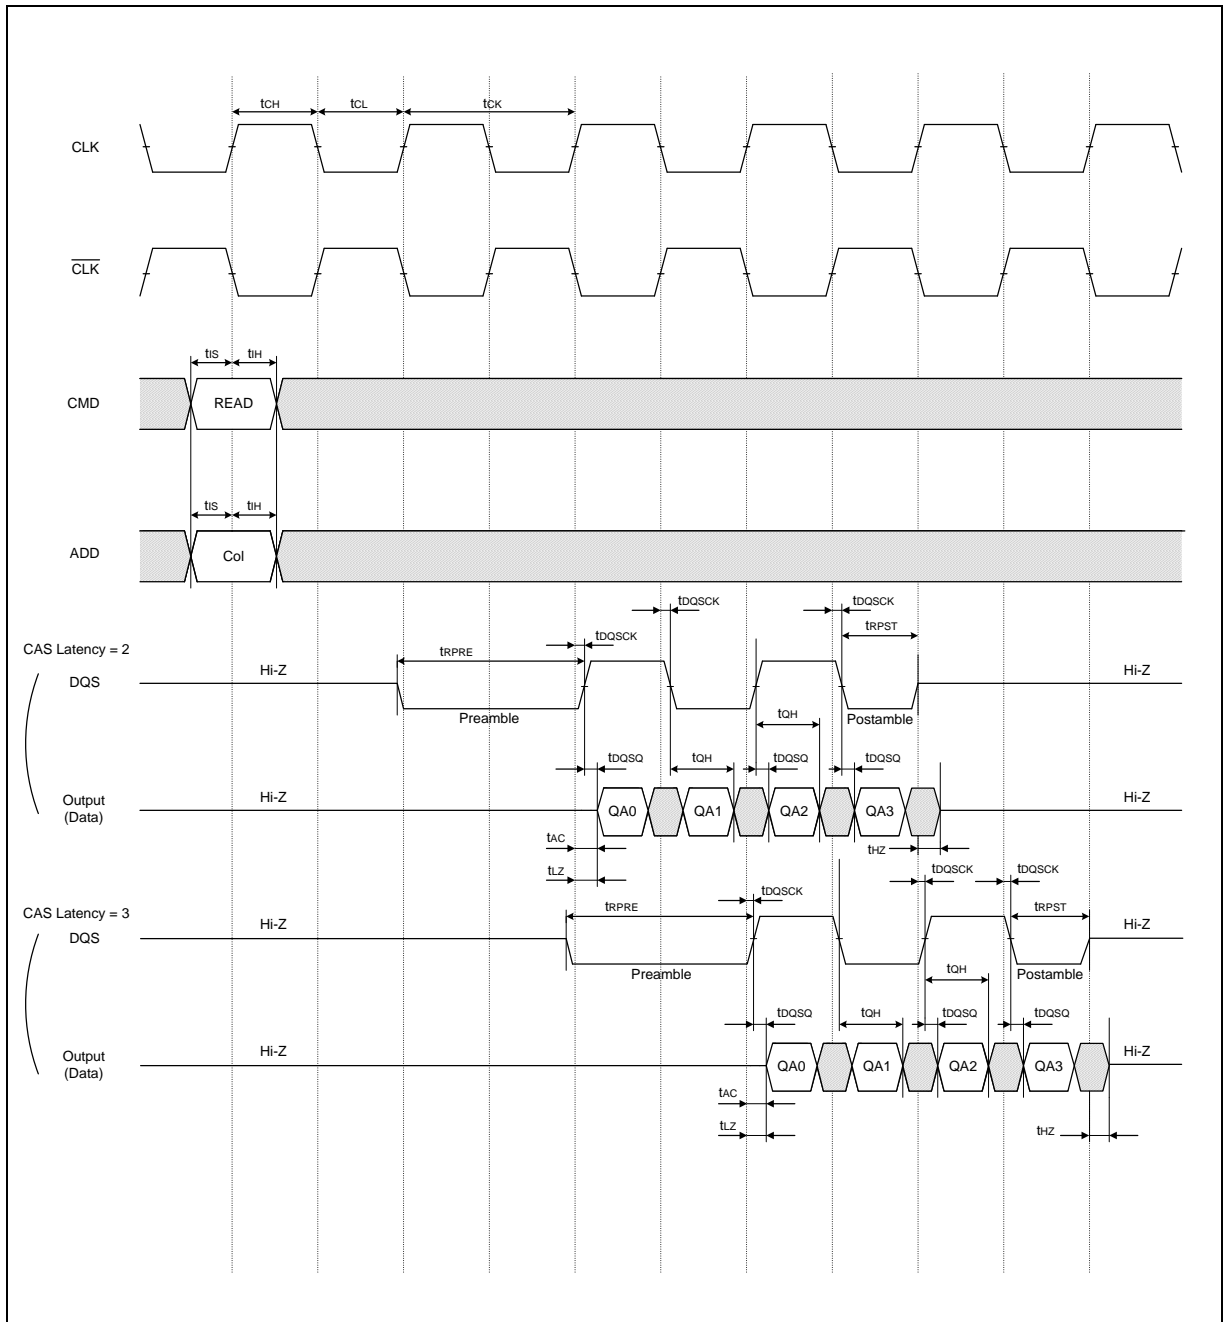 tCH tCL tCK
CLK
CLK
tIS tIH
CMD READ
tIS tIH
ADD Col
tDQSCK tDQSCK
CAS Latency = 2 tRPRE tDQSCK tRPST
DQS Hi-Z Hi-Z
Preamble tQH Postamble
tDQSQ tQH tDQSQ tDQSQ
Output Hi-Z QA0 QA1 QA2 QA3 Hi-Z
(Data)
tAC tHZ
tLZ tDQSCK tDQSCK
tDQSCK
CAS Latency = 3 tRPRE tRPST
DQS Hi-Z Hi-Z
Preamble tQH Postamble
tDQSQ tQH tDQSQ tDQSQ
Output Hi-Z QA0 QA1 QA2 QA3 Hi-Z
(Data)
tAC
tLZ tHZ